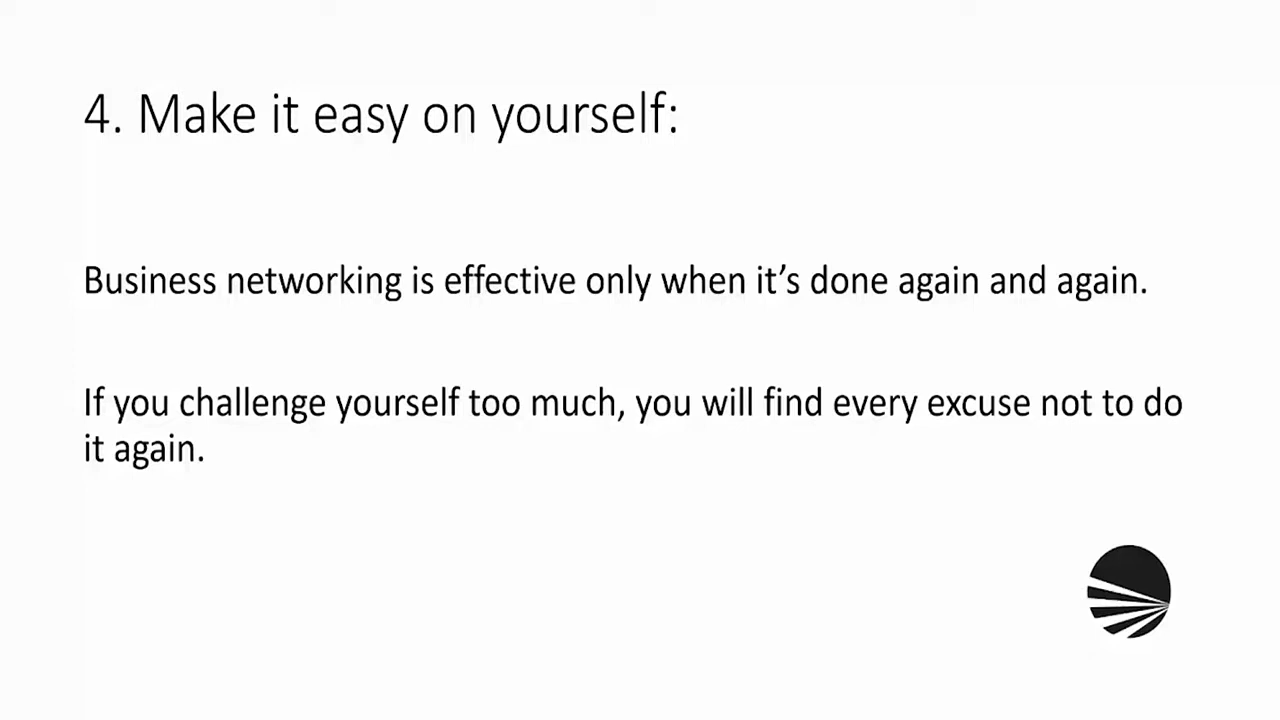 4. Make it easy on yourself:
Business networking is effective only when it’s done again and again.
If you challenge yourself too much, you will find every excuse not to do
it again.